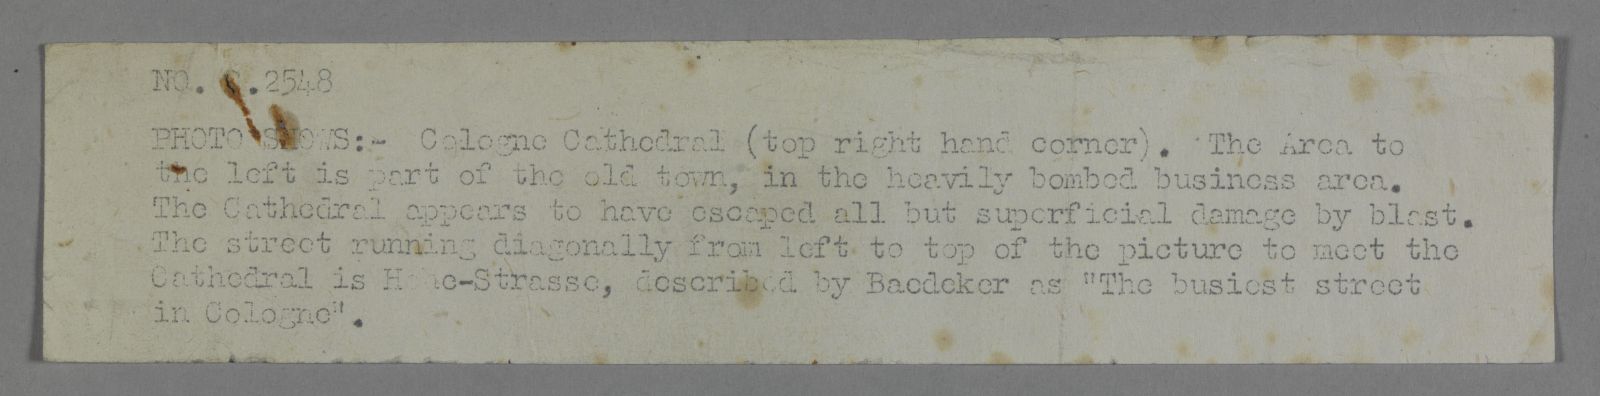 NO. C.2548
PHOTO SHOWS:- Cologne Cathedral (top right hand corner). The Area to
the left is part of the old town, in the heavily bombed business area.
The Cathedral appears to have escaped all but superficial damage by blast.
The street running diagonally from left to top of the picture to meet the
Cathedral is Hohe-Strasse, described by Baedeker as "The busiest street
in Cologne".